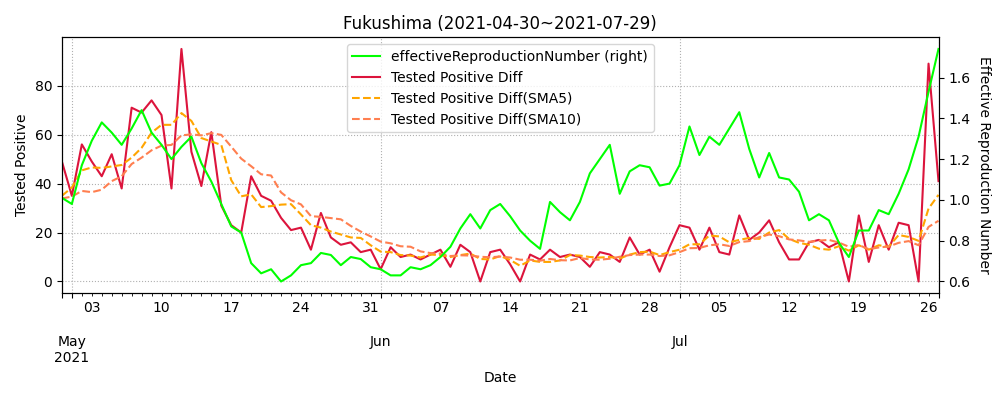 Fukushima (2021-04-30~2021-07-29)
effectiveReproductionNumber (right)
Tested Positive Diff
Tested Positive Diff(SMA5)
Tested Positive Diff(SMA10)
Tested Positive
80
60
40
20
0
Effective Reproduction Number
1.6
1.4
1.2
1.0
0.8
0.6
03 10 17 24 31 07 14 21 28 05 12 19 26
May Jun Jul
2021
Date